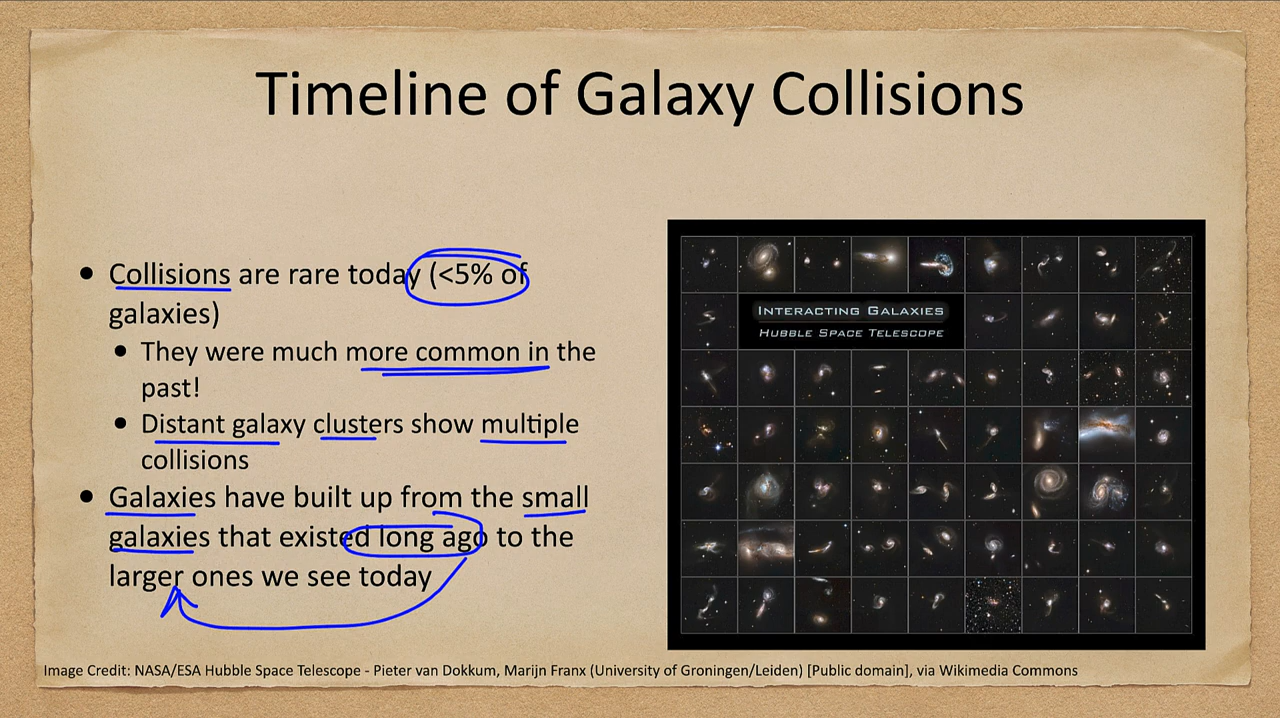 Timeline of Galaxy Collisions
• Collisions are rare today (<5% of
galaxies)
• They were much more common in the
past!
• Distant galaxy clusters show multiple
collisions
• Galaxies have built up from the small
galaxies that existed long ago to the
larger ones we see today
INTERACTING GALAXIES
HUBBLE SPACE TELESCOPE
Image Credit: NASA/ESA Hubble Space Telescope - Pieter van Dokkum, Marijn Franx (University of Groningen/Leiden) [Public domain], via Wikimedia Commons